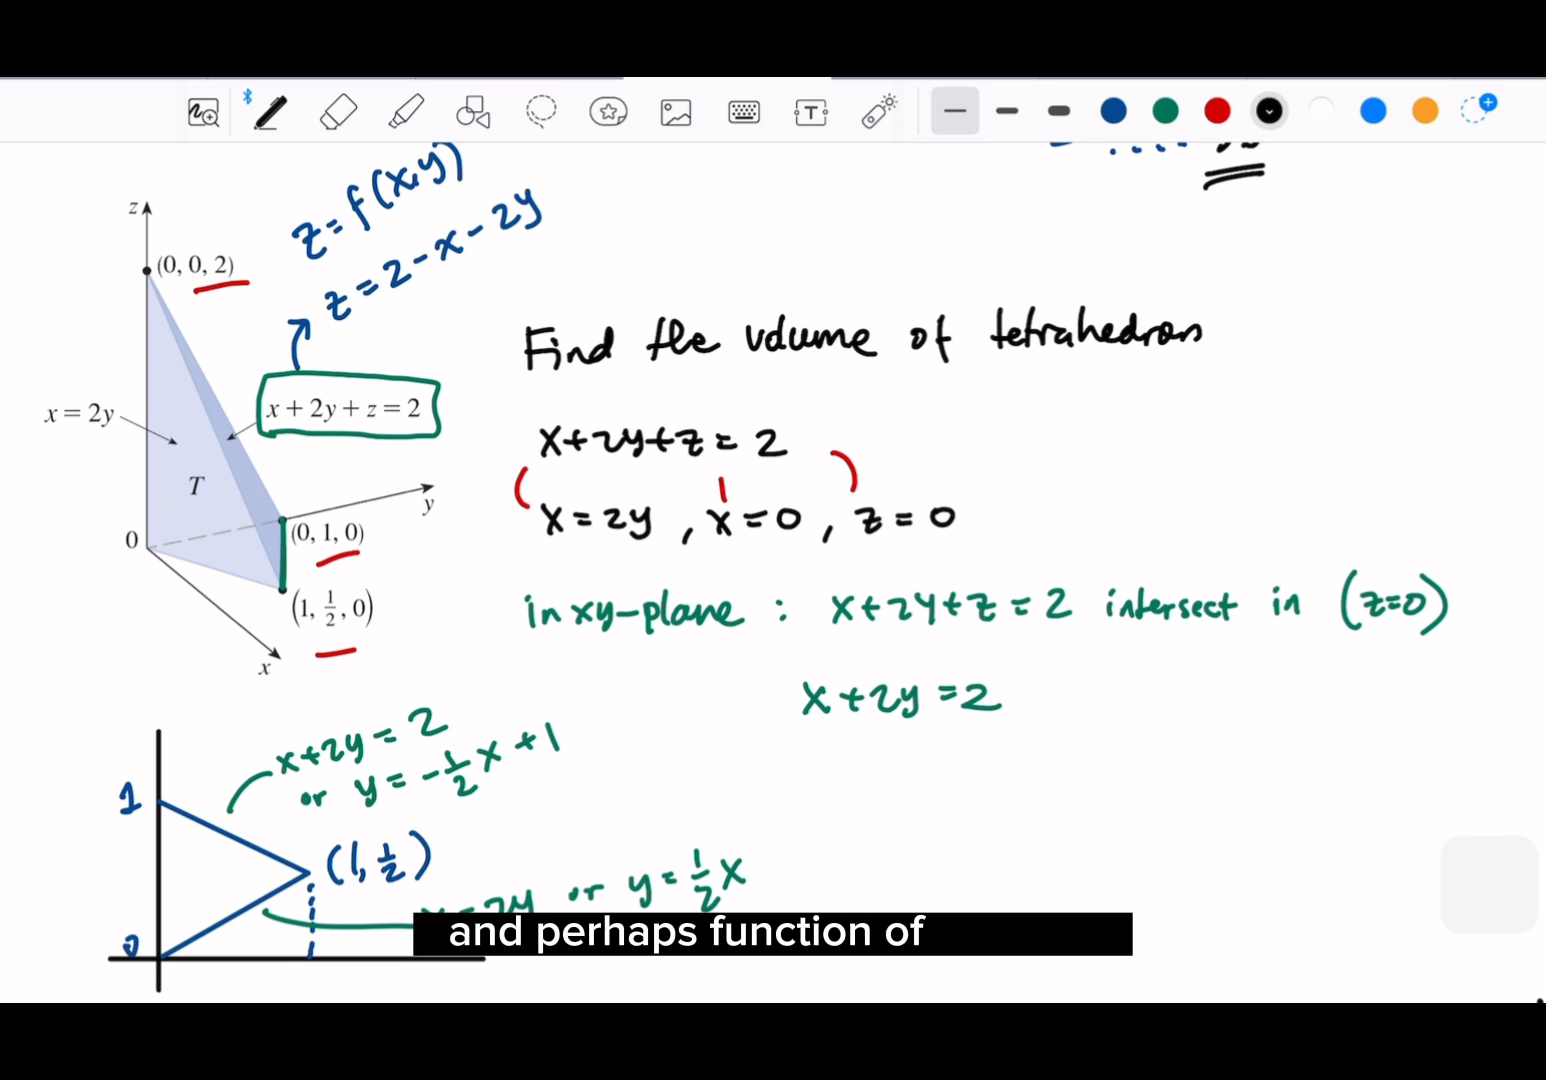 z = f(x,y)
z = 2 - x - 2y
z
(0, 0, 2)
Find the volume of tetrahedron
x + 2y + z = 2
x = 2y
x + 2y + z = 2
T
y
x = 2y , x = 0 , z = 0
0
(0, 1, 0)
(1, 1/2, 0)
in xy-plane : x + 2y + z = 2 intersect in (z=0)
x
x + 2y = 2
x + 2y = 2
or y = -1/2 x + 1
1
(1, 1/2)
x = 2y or y = 1/2 x
0
and perhaps function of